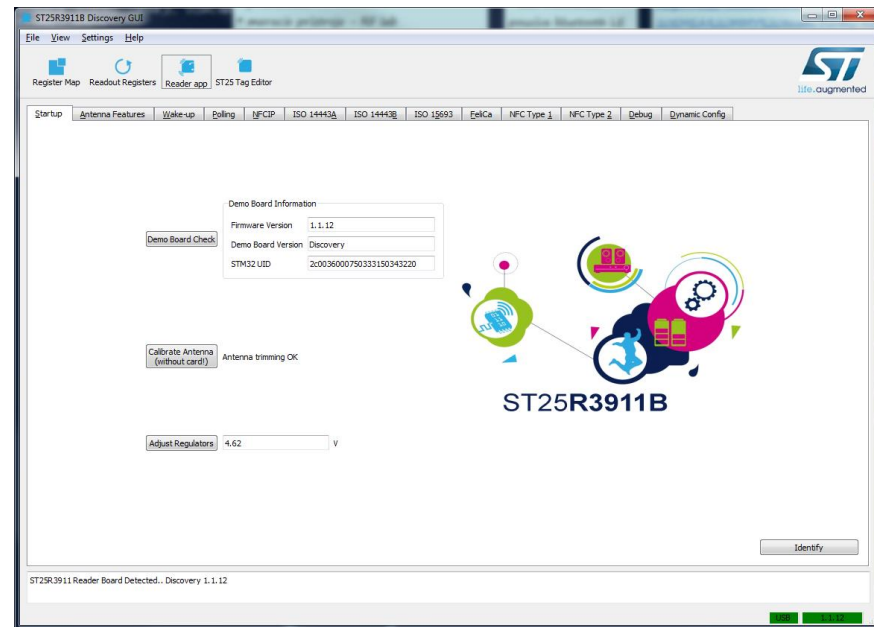 ST25R3911B Discovery GUI
File View Settings Help
Register Map Readout Registers Reader app ST25 Tag Editor
ST
life.augmented
Startup Antenna Features Wake-up Polling NFCIP ISO 14443A ISO 14443B ISO 15693 FeliCa NFC Type 1 NFC Type 2 Debug Dynamic Config
Demo Board Information
Firmware Version 1.1.12
Demo Board Check Demo Board Version Discovery
STM32 UID 2c0036000750333150343220
Calibrate Antenna
(without card!) Antenna trimming OK
ST25R3911B
Adjust Regulators 4.62 V
Identify
ST25R3911 Reader Board Detected.. Discovery 1.1.12
USB 1.1.12